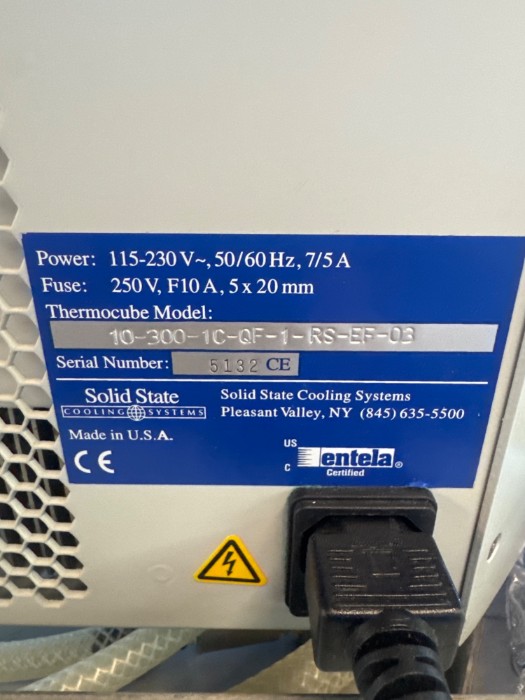 Power: 115-230 V~, 50/60 Hz, 7/5 A
Fuse: 250 V, F10 A, 5 x 20 mm
Thermocube Model:
10-300-1C-QF-1-RS-EF-03
Serial Number: 5132 CE
Solid State
COOLING SYSTEMS
Solid State Cooling Systems
Pleasant Valley, NY (845) 635-5500
Made in U.S.A.
CE
US
C
entela®
Certified